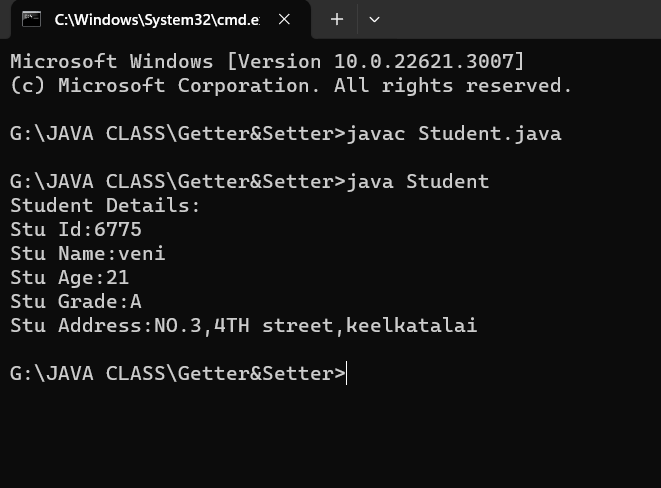 C:\Windows\System32\cmd.e
Microsoft Windows [Version 10.0.22621.3007]
(c) Microsoft Corporation. All rights reserved.
G:\JAVA CLASS\Getter&Setter>javac Student.java
G:\JAVA CLASS\Getter&Setter>java Student
Student Details:
Stu Id:6775
Stu Name:veni
Stu Age:21
Stu Grade:A
Stu Address:NO.3,4TH street,keelkatalai
G:\JAVA CLASS\Getter&Setter>